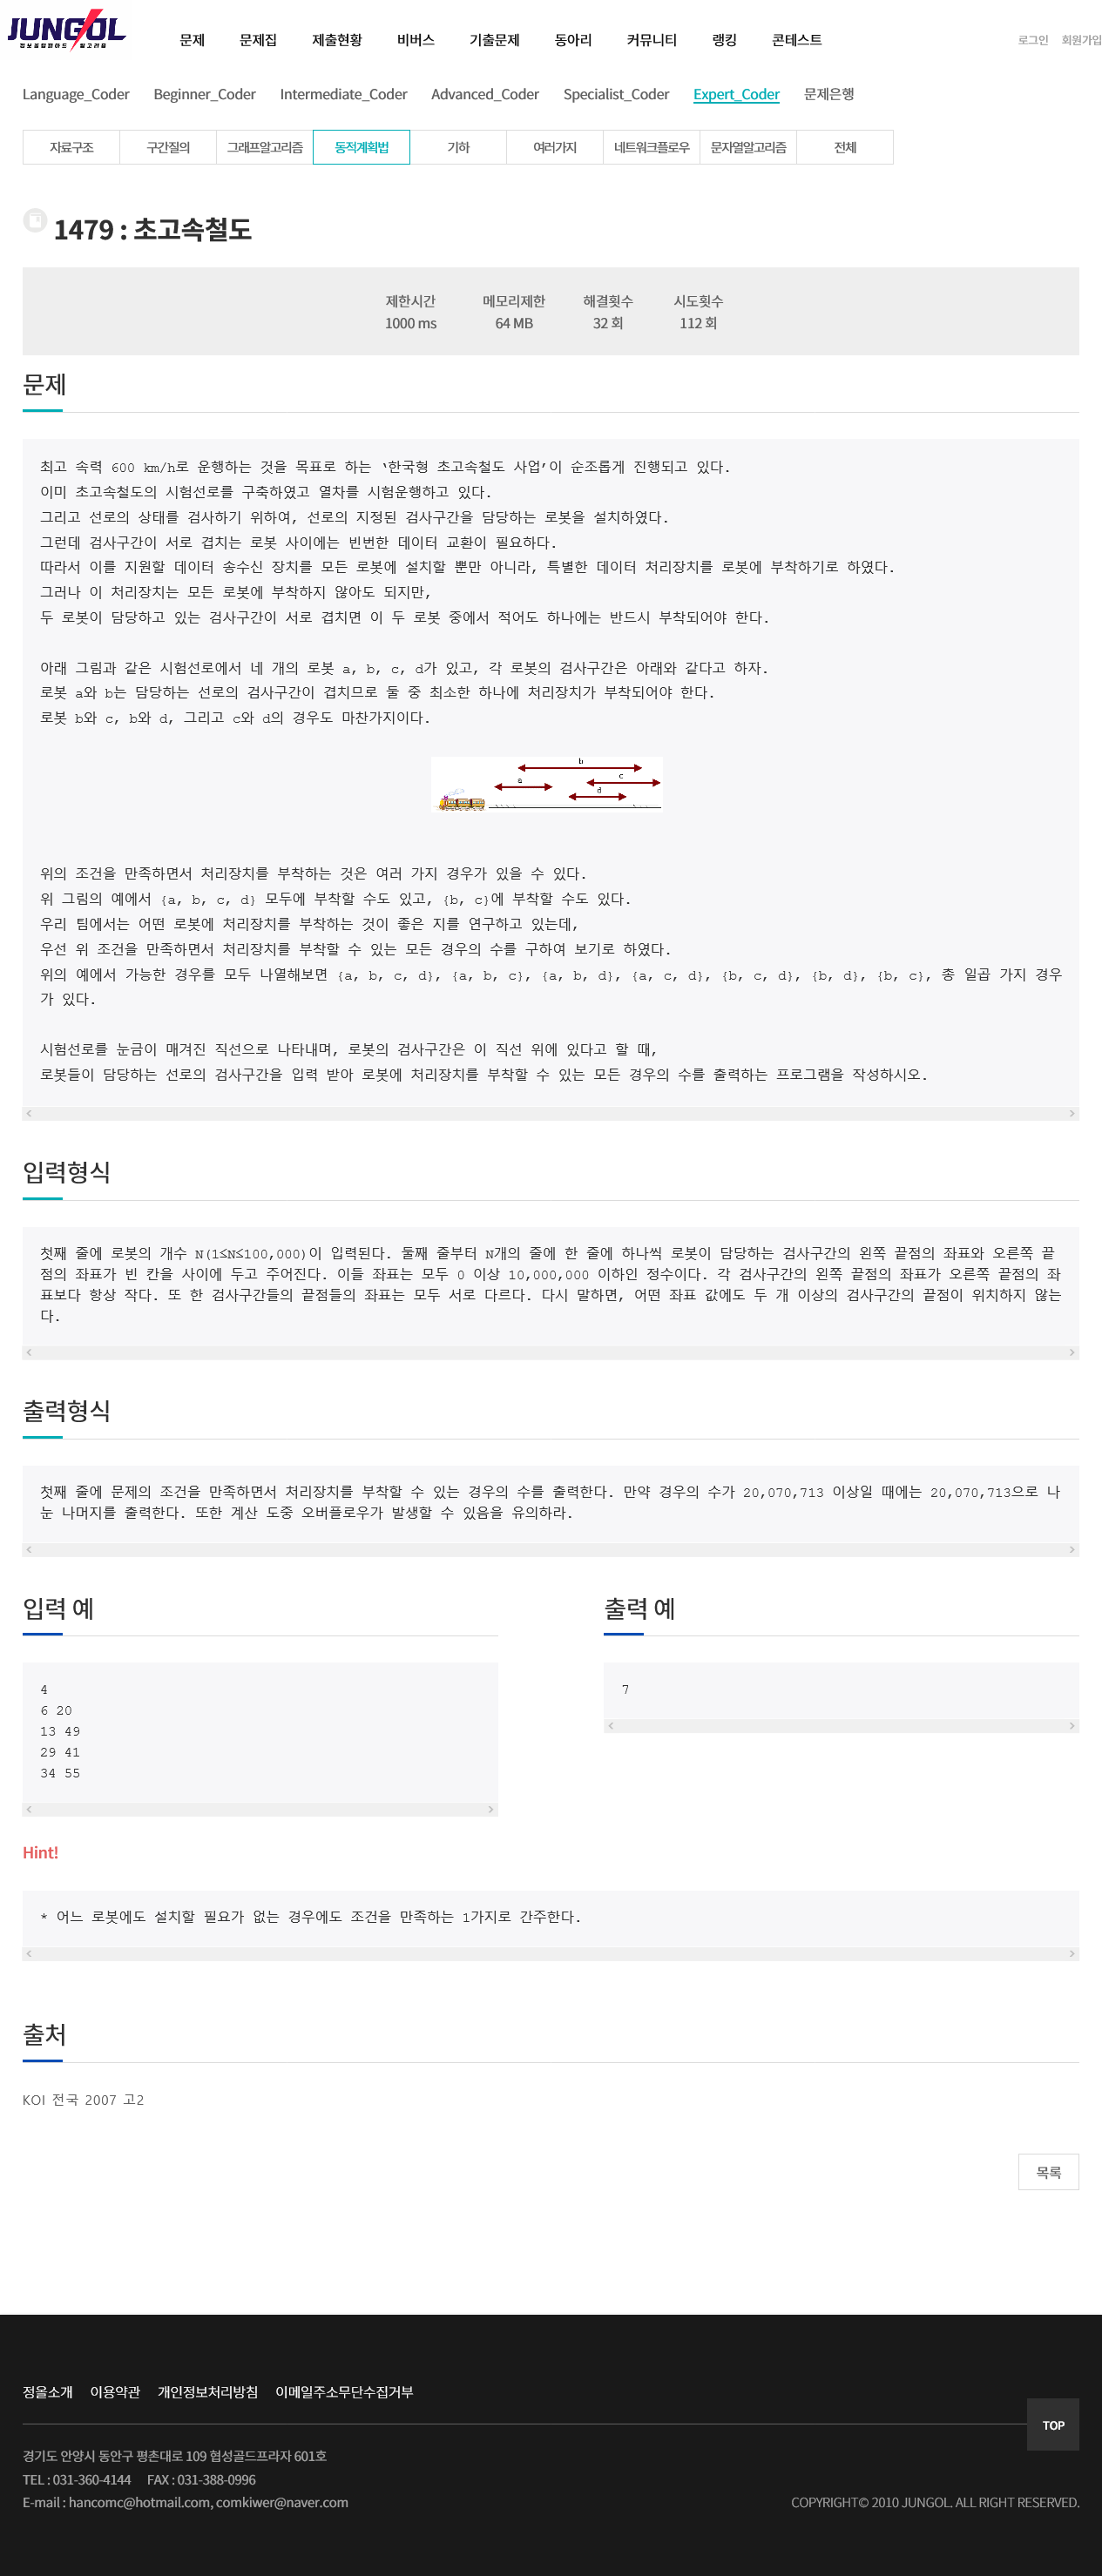 JUNGOL
정보올림피아드 알고리즘
문제 문제집 제출현황 비버스 기출문제 동아리 커뮤니티 랭킹 콘테스트
로그인 회원가입
Language_Coder Beginner_Coder Intermediate_Coder Advanced_Coder Specialist_Coder Expert_Coder 문제은행
자료구조 구간질의 그래프알고리즘 동적계획법 기하 여러가지 네트워크플로우 문자열알고리즘 전체
1479 : 초고속철도
제한시간 메모리제한 해결횟수 시도횟수
1000 ms 64 MB 32 회 112 회
문제
최고 속력 600 km/h로 운행하는 것을 목표로 하는 '한국형 초고속철도 사업'이 순조롭게 진행되고 있다.
이미 초고속철도의 시험선로를 구축하였고 열차를 시험운행하고 있다.
그리고 선로의 상태를 검사하기 위하여, 선로의 지정된 검사구간을 담당하는 로봇을 설치하였다.
그런데 검사구간이 서로 겹치는 로봇 사이에는 빈번한 데이터 교환이 필요하다.
따라서 이를 지원할 데이터 송수신 장치를 모든 로봇에 설치할 뿐만 아니라, 특별한 데이터 처리장치를 로봇에 부착하기로 하였다.
그러나 이 처리장치는 모든 로봇에 부착하지 않아도 되지만,
두 로봇이 담당하고 있는 검사구간이 서로 겹치면 이 두 로봇 중에서 적어도 하나에는 반드시 부착되어야 한다.
아래 그림과 같은 시험선로에서 네 개의 로봇 a, b, c, d가 있고, 각 로봇의 검사구간은 아래와 같다고 하자.
로봇 a와 b는 담당하는 선로의 검사구간이 겹치므로 둘 중 최소한 하나에 처리장치가 부착되어야 한다.
로봇 b와 c, b와 d, 그리고 c와 d의 경우도 마찬가지이다.
b
c
a
d
위의 조건을 만족하면서 처리장치를 부착하는 것은 여러 가지 경우가 있을 수 있다.
위 그림의 예에서 {a, b, c, d} 모두에 부착할 수도 있고, {b, c}에 부착할 수도 있다.
우리 팀에서는 어떤 로봇에 처리장치를 부착하는 것이 좋은 지를 연구하고 있는데,
우선 위 조건을 만족하면서 처리장치를 부착할 수 있는 모든 경우의 수를 구하여 보기로 하였다.
위의 예에서 가능한 경우를 모두 나열해보면 {a, b, c, d}, {a, b, c}, {a, b, d}, {a, c, d}, {b, c, d}, {b, d}, {b, c}, 총 일곱 가지 경우
가 있다.
시험선로를 눈금이 매겨진 직선으로 나타내며, 로봇의 검사구간은 이 직선 위에 있다고 할 때,
로봇들이 담당하는 선로의 검사구간을 입력 받아 로봇에 처리장치를 부착할 수 있는 모든 경우의 수를 출력하는 프로그램을 작성하시오.
입력형식
첫째 줄에 로봇의 개수 N(1≤N≤100,000)이 입력된다. 둘째 줄부터 N개의 줄에 한 줄에 하나씩 로봇이 담당하는 검사구간의 왼쪽 끝점의 좌표와 오른쪽 끝
점의 좌표가 빈 칸을 사이에 두고 주어진다. 이들 좌표는 모두 0 이상 10,000,000 이하인 정수이다. 각 검사구간의 왼쪽 끝점의 좌표가 오른쪽 끝점의 좌
표보다 항상 작다. 또 한 검사구간들의 끝점들의 좌표는 모두 서로 다르다. 다시 말하면, 어떤 좌표 값에도 두 개 이상의 검사구간의 끝점이 위치하지 않는
다.
출력형식
첫째 줄에 문제의 조건을 만족하면서 처리장치를 부착할 수 있는 경우의 수를 출력한다. 만약 경우의 수가 20,070,713 이상일 때에는 20,070,713으로 나
눈 나머지를 출력한다. 또한 계산 도중 오버플로우가 발생할 수 있음을 유의하라.
입력 예
4
6 20
13 49
29 41
34 55
출력 예
7
Hint!
* 어느 로봇에도 설치할 필요가 없는 경우에도 조건을 만족하는 1가지로 간주한다.
출처
KOI 전국 2007 고2
목록
정올소개 이용약관 개인정보처리방침 이메일주소무단수집거부
TOP
경기도 안양시 동안구 평촌대로 109 협성골드프라자 601호
TEL : 031-360-4144 FAX : 031-388-0996
E-mail : hancomc@hotmail.com, comkiwer@naver.com
COPYRIGHT© 2010 JUNGOL. ALL RIGHT RESERVED.